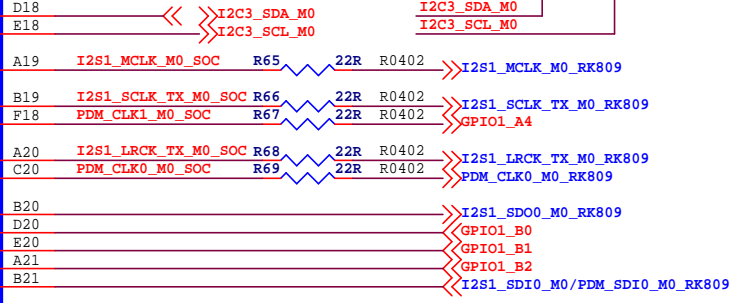 D18 I2C3_SDA_M0 I2C3_SDA_M0
E18 I2C3_SCL_M0 I2C3_SCL_M0
A19 I2S1_MCLK_M0_SOC R65 22R R0402 I2S1_MCLK_M0_RK809
B19 I2S1_SCLK_TX_M0_SOC R66 22R R0402 I2S1_SCLK_TX_M0_RK809
F18 PDM_CLK1_M0_SOC R67 22R R0402 GPIO1_A4
A20 I2S1_LRCK_TX_M0_SOC R68 22R R0402 I2S1_LRCK_TX_M0_RK809
C20 PDM_CLK0_M0_SOC R69 22R R0402 PDM_CLK0_M0_RK809
B20 I2S1_SDO0_M0_RK809
D20 GPIO1_B0
E20 GPIO1_B1
A21 GPIO1_B2
B21 I2S1_SDI0_M0/PDM_SDI0_M0_RK809